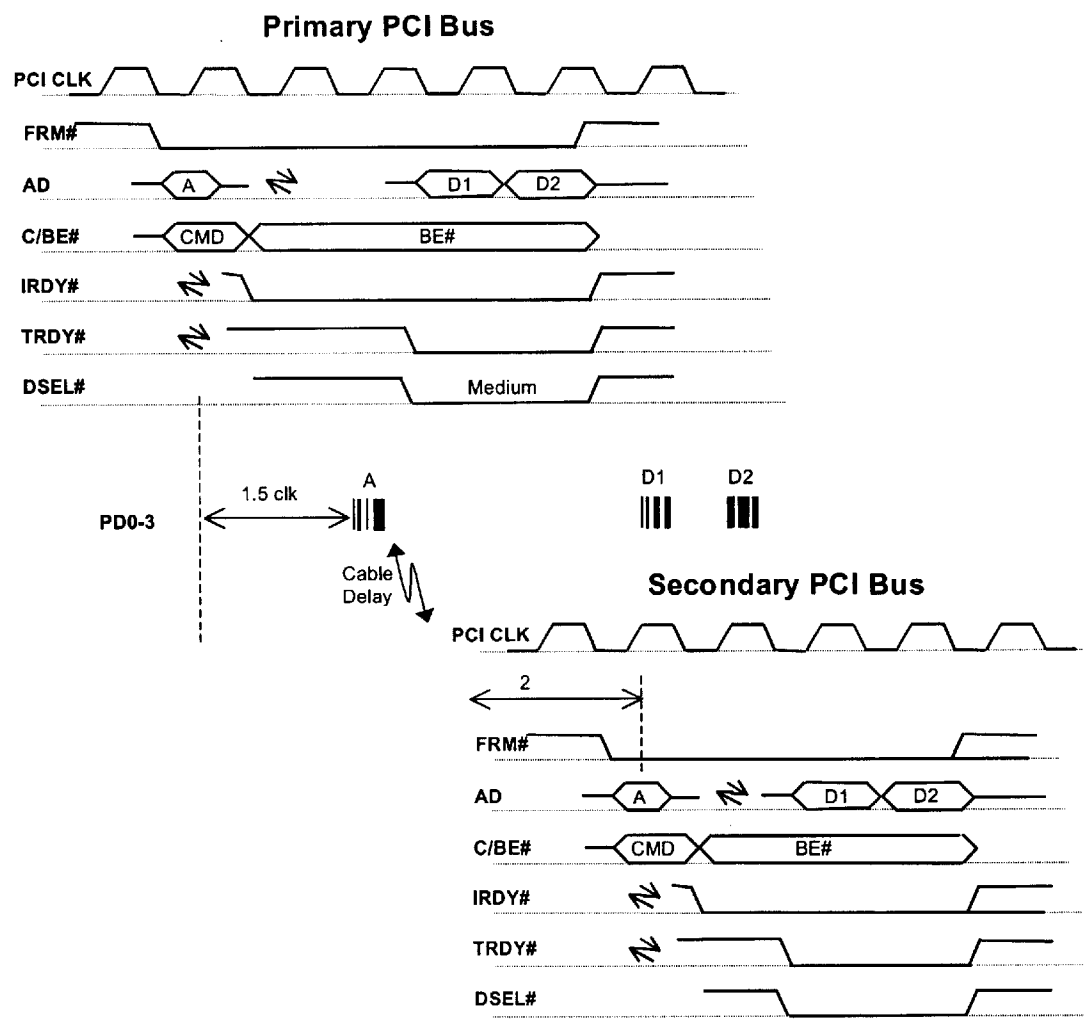 Primary PCI Bus
PCI CLK
FRM#
AD A D1 D2
C/BE# CMD BE#
IRDY#
TRDY#
DSEL# Medium
PD0-3 1.5 clk A D1 D2
Cable
Delay
Secondary PCI Bus
PCI CLK
2
FRM#
AD A D1 D2
C/BE# CMD BE#
IRDY#
TRDY#
DSEL#